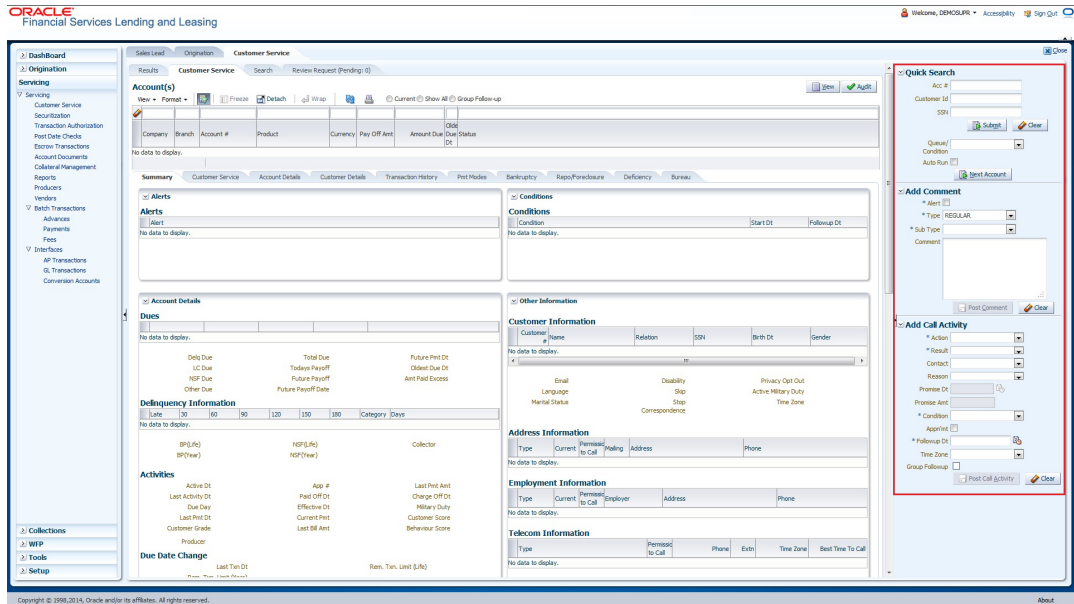 ORACLE
Financial Services Lending and Leasing
Welcome, DEMOSUPR
Accessibility
Sign Out
Close
DashBoard
Origination
Servicing
Servicing
Customer Service
Securitization
Transaction Authorization
Post Date Checks
Escrow Transactions
Account Documents
Collateral Management
Reports
Producers
Vendors
Batch Transactions
Advances
Payments
Fees
Interfaces
AP Transactions
GL Transactions
Conversion Accounts
Collections
WFP
Tools
Setup
Sales Lead Origination Customer Service
Results Customer Service Search Review Request (Pending: 0)
Account(s)
View Audit
View Format Freeze Detach Wrap Current Show All Group Follow-up
Company Branch Account # Product Currency Pay Off Amt Amount Due Olde Due Dt Status
No data to display.
Summary Customer Service Account Details Customer Details Transaction History Pmt Modes Bankruptcy Repo/Foreclosure Deficiency Bureau
Alerts
Alerts
Alert
No data to display.
Conditions
Conditions
Condition Start Dt Followup Dt
No data to display.
Account Details
Dues
No data to display.
Delq Due Total Due Future Pmt Dt
LC Due Todays Payoff Oldest Due Dt
NSF Due Future Payoff Amt Paid Excess
Other Due Future Payoff Date
Delinquency Information
Late 30 60 90 120 150 180 Category Days
No data to display.
BP(Life) NSF(Life) Collector
BP(Year) NSF(Year)
Activities
Active Dt App # Last Pmt Amt
Last Activity Dt Paid Off Dt Charge Off Dt
Due Day Effective Dt Military Duty
Last Pmt Dt Current Pmt Customer Score
Customer Grade Last Bill Amt Behaviour Score
Producer
Due Date Change
Last Txn Dt Rem. Txn. Limit (Life)
Rem. Txn. Limit (Year)
Other Information
Customer Information
Customer # Name Relation SSN Birth Dt Gender
No data to display.
Email Disability Privacy Opt Out
Language Skip Active Military Duty
Marital Status Stop Correspondence Time Zone
Address Information
Type Current Permissic to Call Mailing Address Phone
No data to display.
Employment Information
Type Current Permissic to Call Employer Address Phone
No data to display.
Telecom Information
Type Permissic to Call Phone Extn Time Zone Best Time To Call
No data to display.
Quick Search
Acc #
Customer Id
SSN
Submit Clear
Queue/
Condition
Auto Run
Next Account
Add Comment
* Alert
* Type REGULAR
* Sub Type
Comment
Post Comment Clear
Add Call Activity
* Action
* Result
Contact
Reason
Promise Dt
Promise Amt
* Condition
Appn'mt
* Followup Dt
Time Zone
Group Followup
Post Call Activity Clear
Copyright © 1998,2014, Oracle and/or its affiliates. All rights reserved.
About